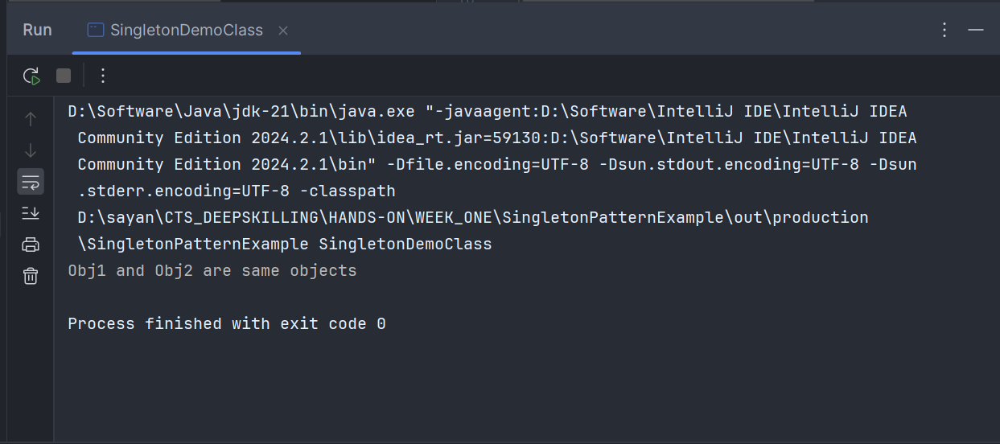 Run SingletonDemoClass
D:\Software\Java\jdk-21\bin\java.exe "-javaagent:D:\Software\IntelliJ IDE\IntelliJ IDEA
Community Edition 2024.2.1\lib\idea_rt.jar=59130:D:\Software\IntelliJ IDE\IntelliJ IDEA
Community Edition 2024.2.1\bin" -Dfile.encoding=UTF-8 -Dsun.stdout.encoding=UTF-8 -Dsun
.stderr.encoding=UTF-8 -classpath
D:\sayan\CTS_DEEPSKILLING\HANDS-ON\WEEK_ONE\SingletonPatternExample\out\production
\SingletonPatternExample SingletonDemoClass
Obj1 and Obj2 are same objects
Process finished with exit code 0